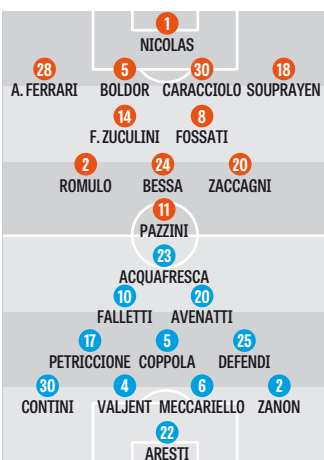 1
NICOLAS
28 5 30 18
A. FERRARI BOLDOR CARACCIOLO SOUPRAYEN
14 8
F. ZUCULINI FOSSATI
2 24 20
ROMULO BESSA ZACCAGNI
11
PAZZINI
23
ACQUAFRESCA
10 20
FALLETTI AVENATTI
17 5 25
PETRICCIONE COPPOLA DEFENDI
30 4 6 2
CONTINI VALJENT MECCARIELLO ZANON
22
ARESTI